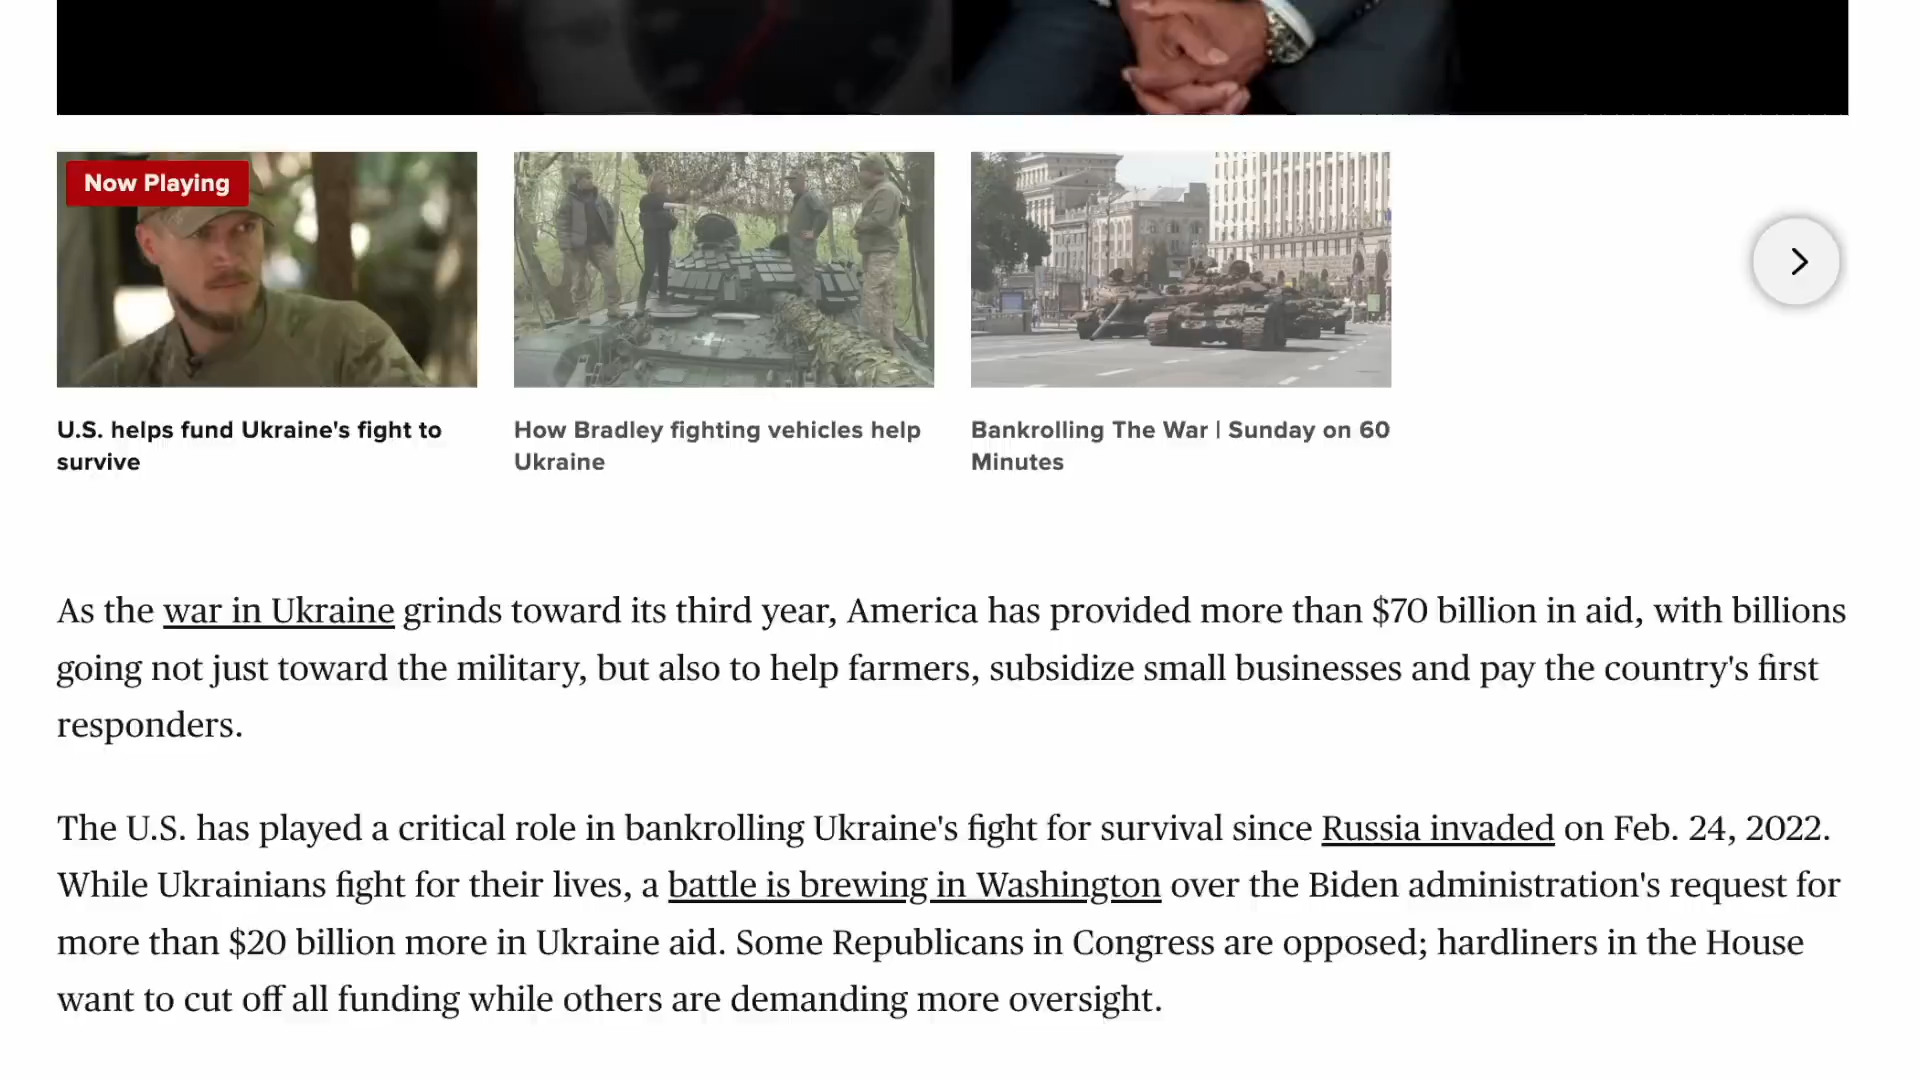 Now Playing
U.S. helps fund Ukraine's fight to
survive
How Bradley fighting vehicles help
Ukraine
Bankrolling The War | Sunday on 60
Minutes
As the war in Ukraine grinds toward its third year, America has provided more than $70 billion in aid, with billions
going not just toward the military, but also to help farmers, subsidize small businesses and pay the country's first
responders.
The U.S. has played a critical role in bankrolling Ukraine's fight for survival since Russia invaded on Feb. 24, 2022.
While Ukrainians fight for their lives, a battle is brewing in Washington over the Biden administration's request for
more than $20 billion more in Ukraine aid. Some Republicans in Congress are opposed; hardliners in the House
want to cut off all funding while others are demanding more oversight.